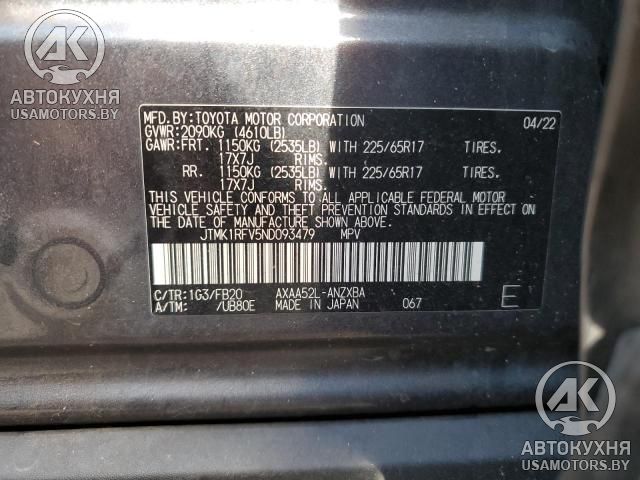 AK
АВТОКУХНЯ
USAMOTORS.BY
MFD.BY:TOYOTA MOTOR CORPORATION 04/22
GVWR:2090KG (4610LB)
GAWR:FRT. 1150KG (2535LB) WITH 225/65R17 TIRES.
17X7J RIMS.
RR. 1150KG (2535LB) WITH 225/65R17 TIRES.
17X7J RIMS.
THIS VEHICLE CONFORMS TO ALL APPLICABLE FEDERAL MOTOR
VEHICLE SAFETY AND THEFT PREVENTION STANDARDS IN EFFECT
ON THE DATE OF MANUFACTURE SHOWN ABOVE.
JTMK1RFV5ND093479 MPV
C/TR:1G3/FB20 AXAA52L-ANZXBA
A/TM: /UB80E MADE IN JAPAN 067 E
AK
АВТОКУХНЯ
USAMOTORS.BY